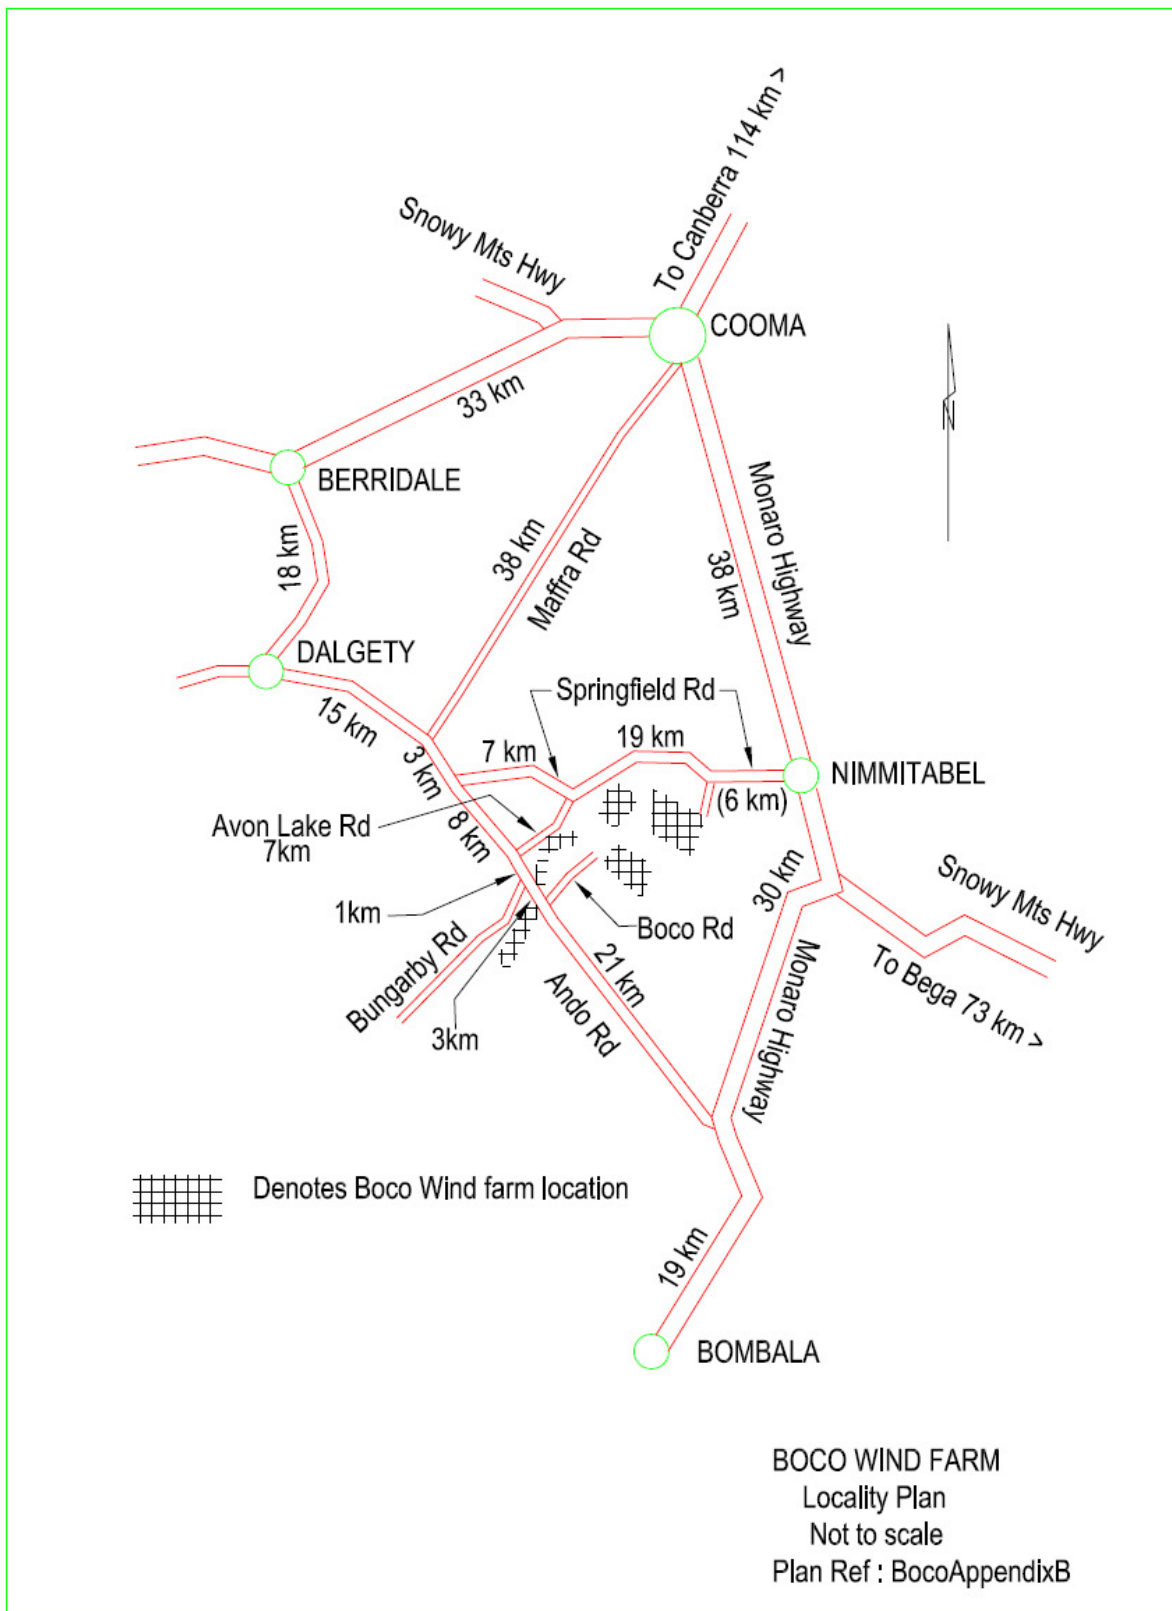 To Canberra 114 km >
Snowy Mts Hwy
COOMA
33 km
N
BERRIDALE
Monaro Highway
38 km
Maffra Rd
38 km
18 km
DALGETY
Springfield Rd
15 km
19 km
7 km
3 km
NIMMITABEL
(6 km)
Avon Lake Rd
7km
8 km
30 km
Snowy Mts Hwy
1km
Boco Rd
To Bega 73 km >
Bungarby Rd
21 km
Ando Rd
Monaro Highway
3km
Denotes Boco Wind farm location
19 km
BOMBALA
BOCO WIND FARM
Locality Plan
Not to scale
Plan Ref : BocoAppendixB